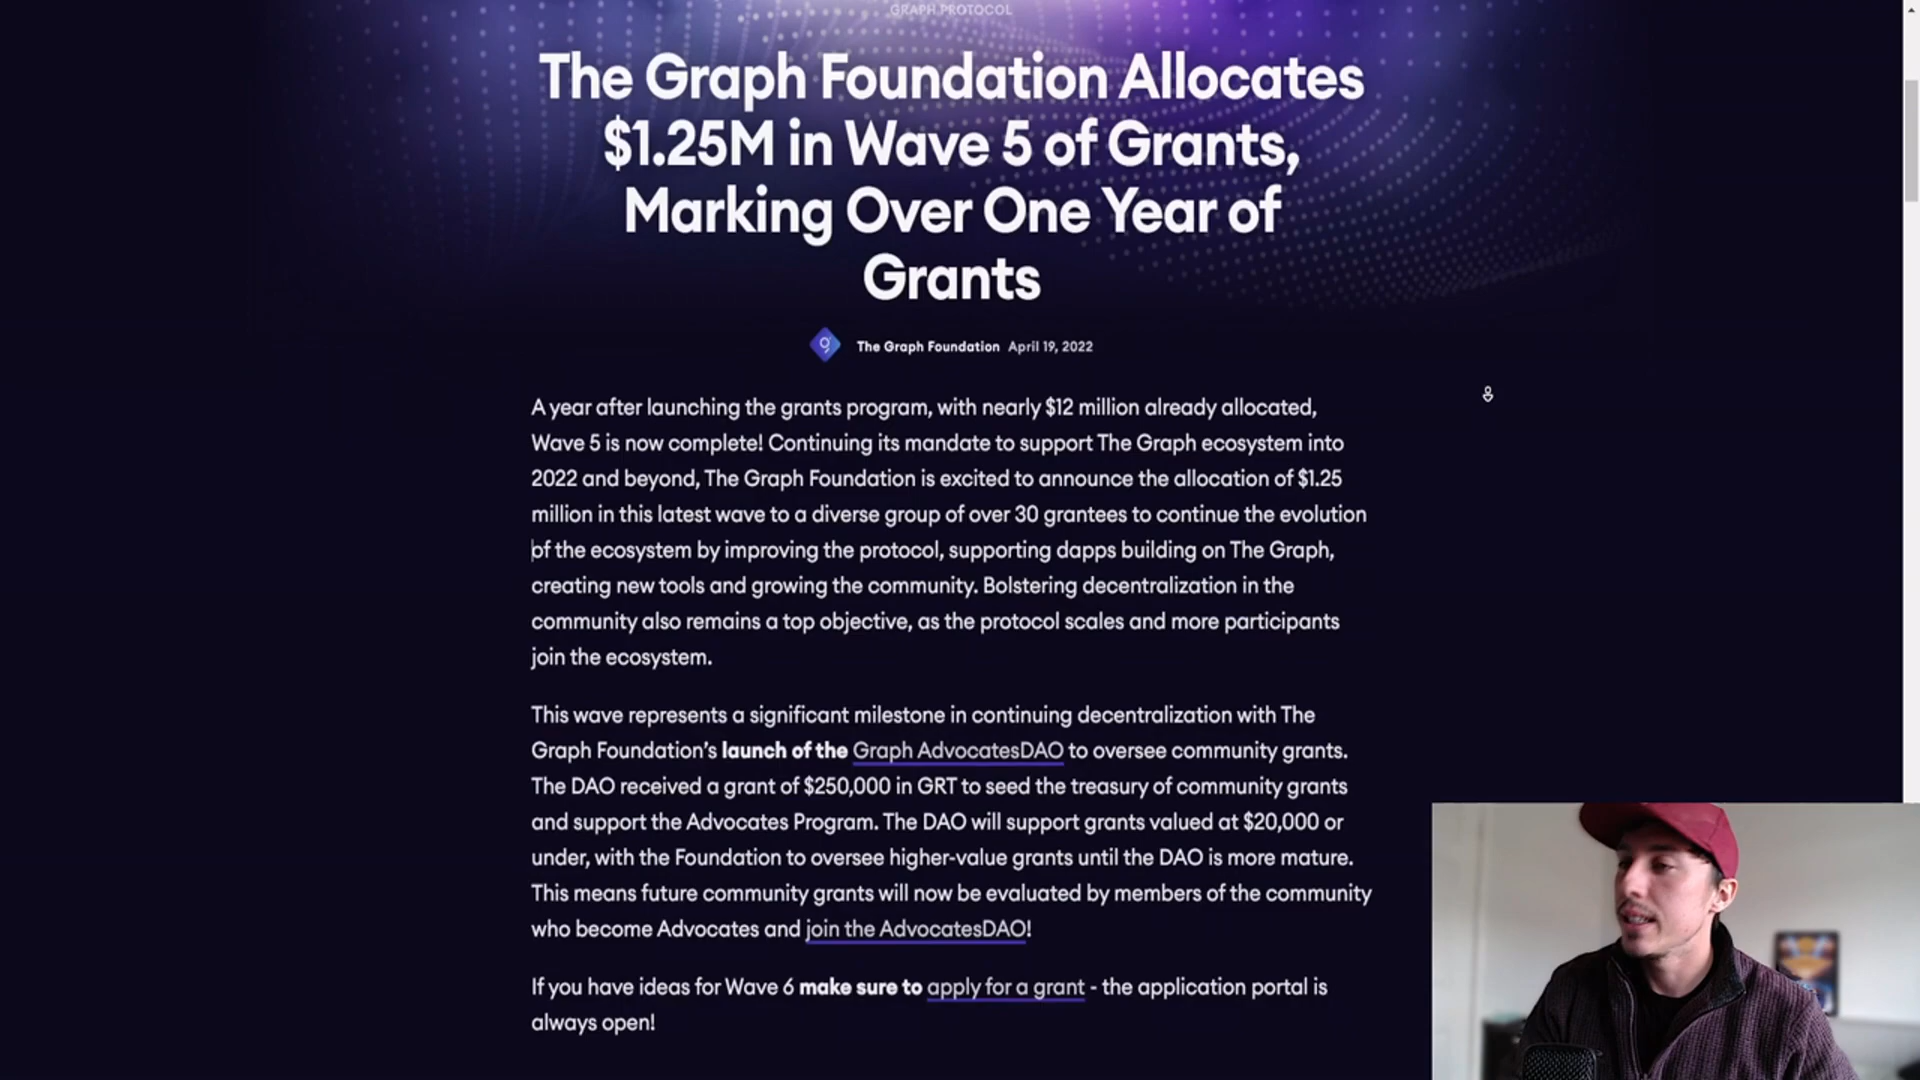 GRAPH PROTOCOL
The Graph Foundation Allocates
$1.25M in Wave 5 of Grants,
Marking Over One Year of
Grants
The Graph Foundation April 19, 2022
A year after launching the grants program, with nearly $12 million already allocated,
Wave 5 is now complete! Continuing its mandate to support The Graph ecosystem into
2022 and beyond, The Graph Foundation is excited to announce the allocation of $1.25
million in this latest wave to a diverse group of over 30 grantees to continue the evolution
of the ecosystem by improving the protocol, supporting dapps building on The Graph,
creating new tools and growing the community. Bolstering decentralization in the
community also remains a top objective, as the protocol scales and more participants
join the ecosystem.
This wave represents a significant milestone in continuing decentralization with The
Graph Foundation's launch of the Graph AdvocatesDAO to oversee community grants.
The DAO received a grant of $250,000 in GRT to seed the treasury of community grants
and support the Advocates Program. The DAO will support grants valued at $20,000 or
under, with the Foundation to oversee higher-value grants until the DAO is more mature.
This means future community grants will now be evaluated by members of the community
who become Advocates and join the AdvocatesDAO!
If you have ideas for Wave 6 make sure to apply for a grant - the application portal is
always open!